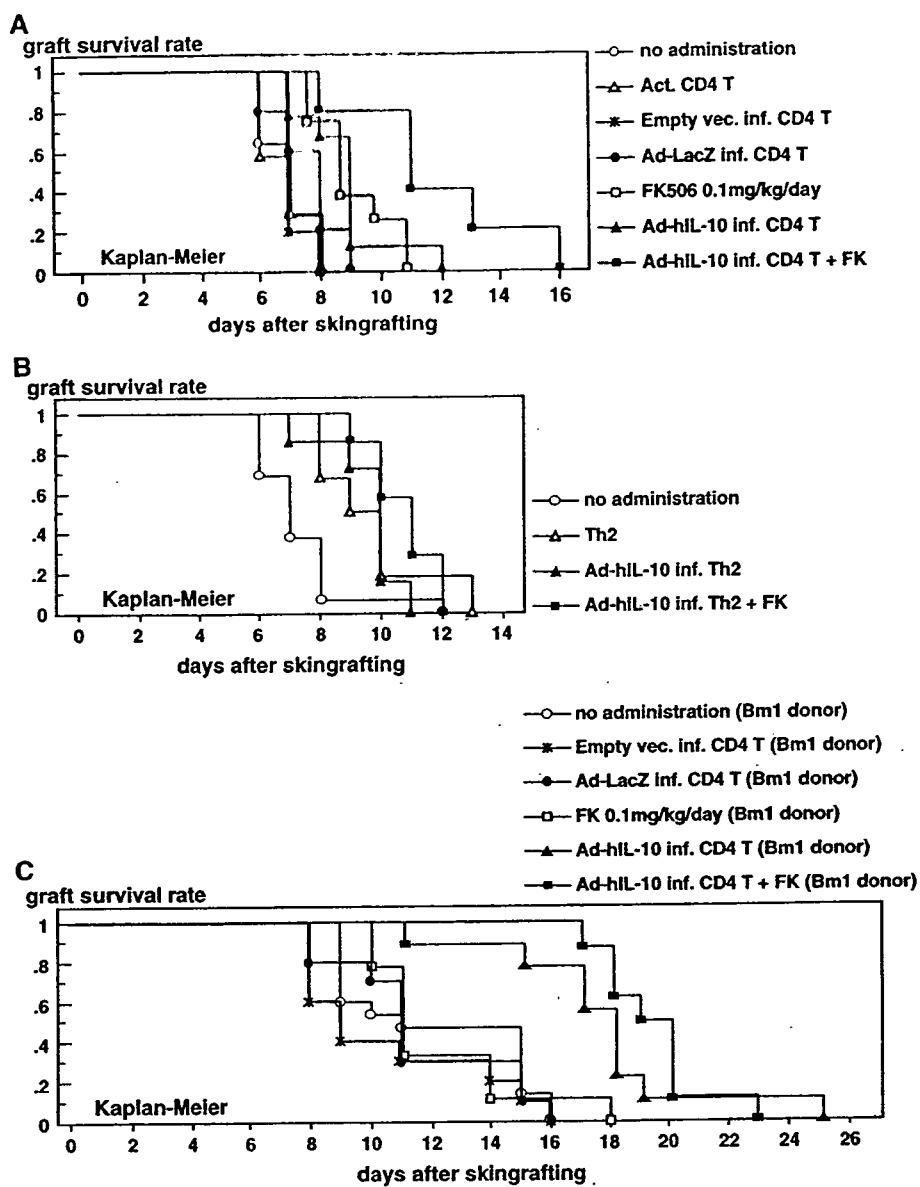 A
graft survival rate
1
.8
.6
.4
.2
0
Kaplan-Meier
0 2 4 6 8 10 12 14 16
days after skingrafting
no administration
Act. CD4 T
Empty vec. inf. CD4 T
Ad-LacZ inf. CD4 T
FK506 0.1mg/kg/day
Ad-hIL-10 inf. CD4 T
Ad-hIL-10 inf. CD4 T + FK
B
graft survival rate
1
.8
.6
.4
.2
0
Kaplan-Meier
0 2 4 6 8 10 12 14
days after skingrafting
no administration
Th2
Ad-hIL-10 inf. Th2
Ad-hIL-10 inf. Th2 + FK
no administration (Bm1 donor)
Empty vec. inf. CD4 T (Bm1 donor)
Ad-LacZ inf. CD4 T (Bm1 donor)
FK 0.1mg/kg/day (Bm1 donor)
Ad-hIL-10 inf. CD4 T (Bm1 donor)
Ad-hIL-10 inf. CD4 T + FK (Bm1 donor)
C
graft survival rate
1
.8
.6
.4
.2
0
Kaplan-Meier
0 2 4 6 8 10 12 14 16 18 20 22 24 26
days after skingrafting